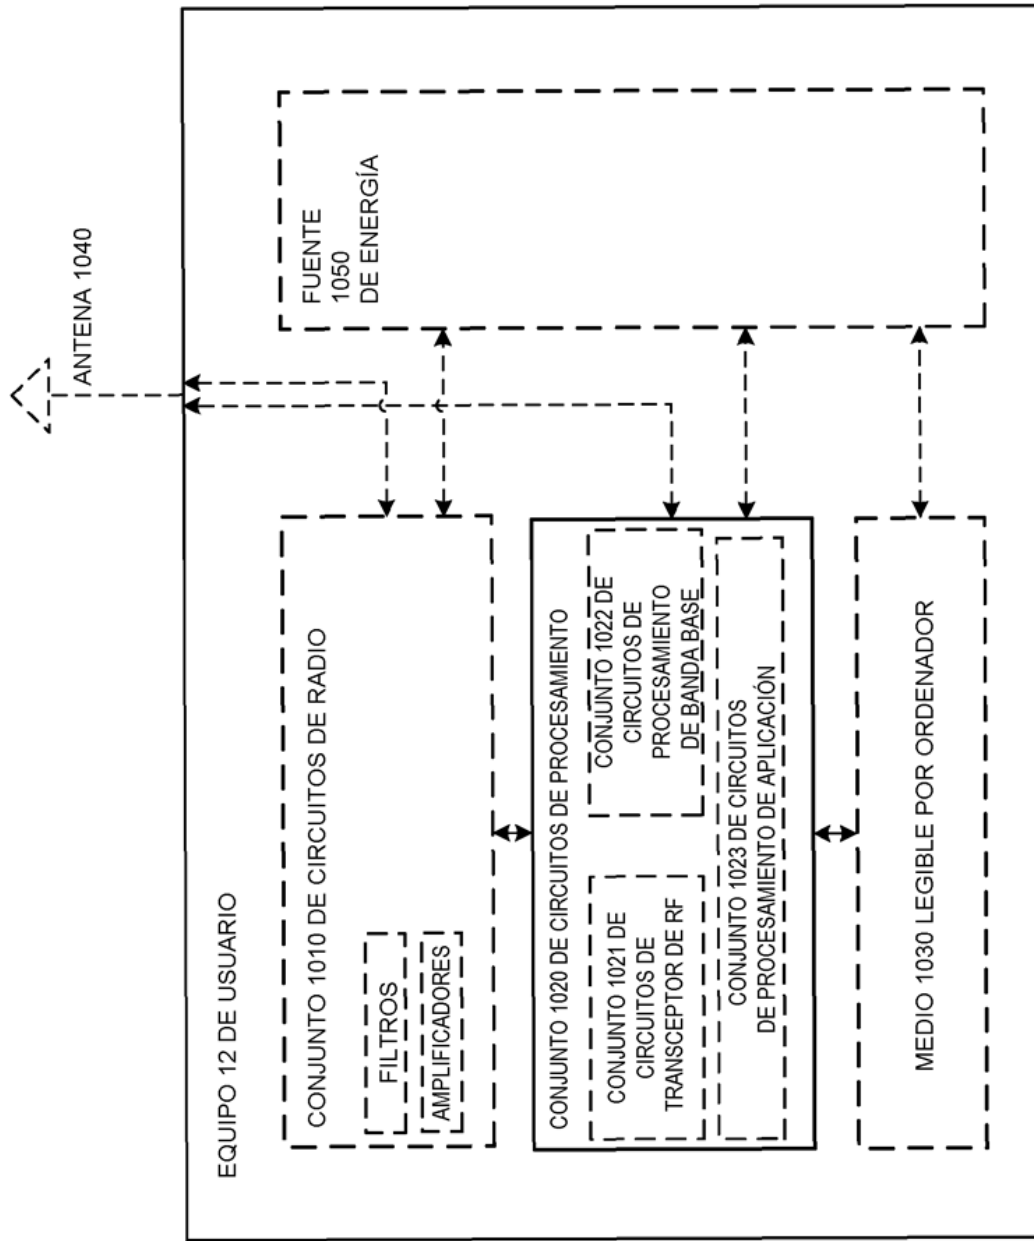 EQUIPO 12 DE USUARIO
ANTENA 1040
CONJUNTO 1010 DE CIRCUITOS DE RADIO
FILTROS
AMPLIFICADORES
CONJUNTO 1020 DE CIRCUITOS DE PROCESAMIENTO
CONJUNTO 1021 DE
CIRCUITOS DE
TRANSCEPTOR DE RF
CONJUNTO 1022 DE
CIRCUITOS DE
PROCESAMIENTO
DE BANDA BASE
CONJUNTO 1023 DE CIRCUITOS
DE PROCESAMIENTO DE APLICACIÓN
MEDIO 1030 LEGIBLE POR ORDENADOR
FUENTE
1050
DE ENERGÍA